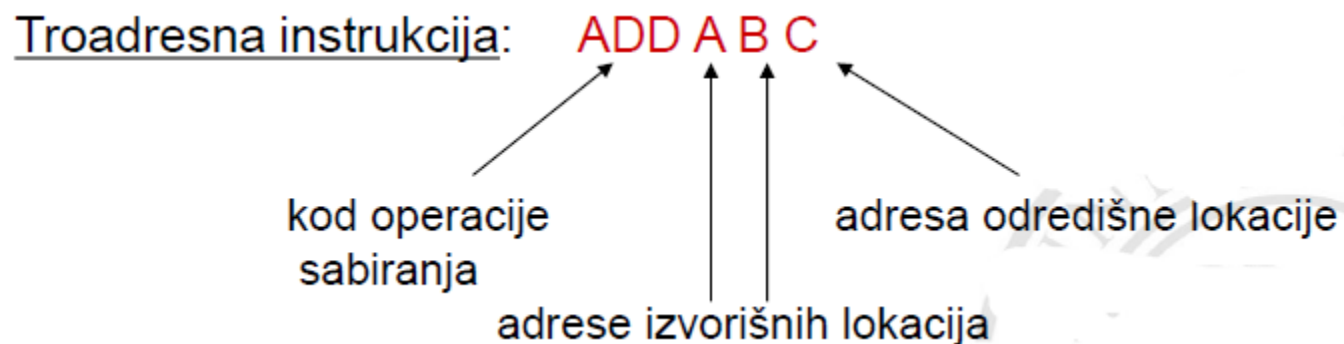 Troadresna instrukcija: ADD A B C
kod operacije adresa odredišne lokacije
sabiranja
adrese izvorišnih lokacija